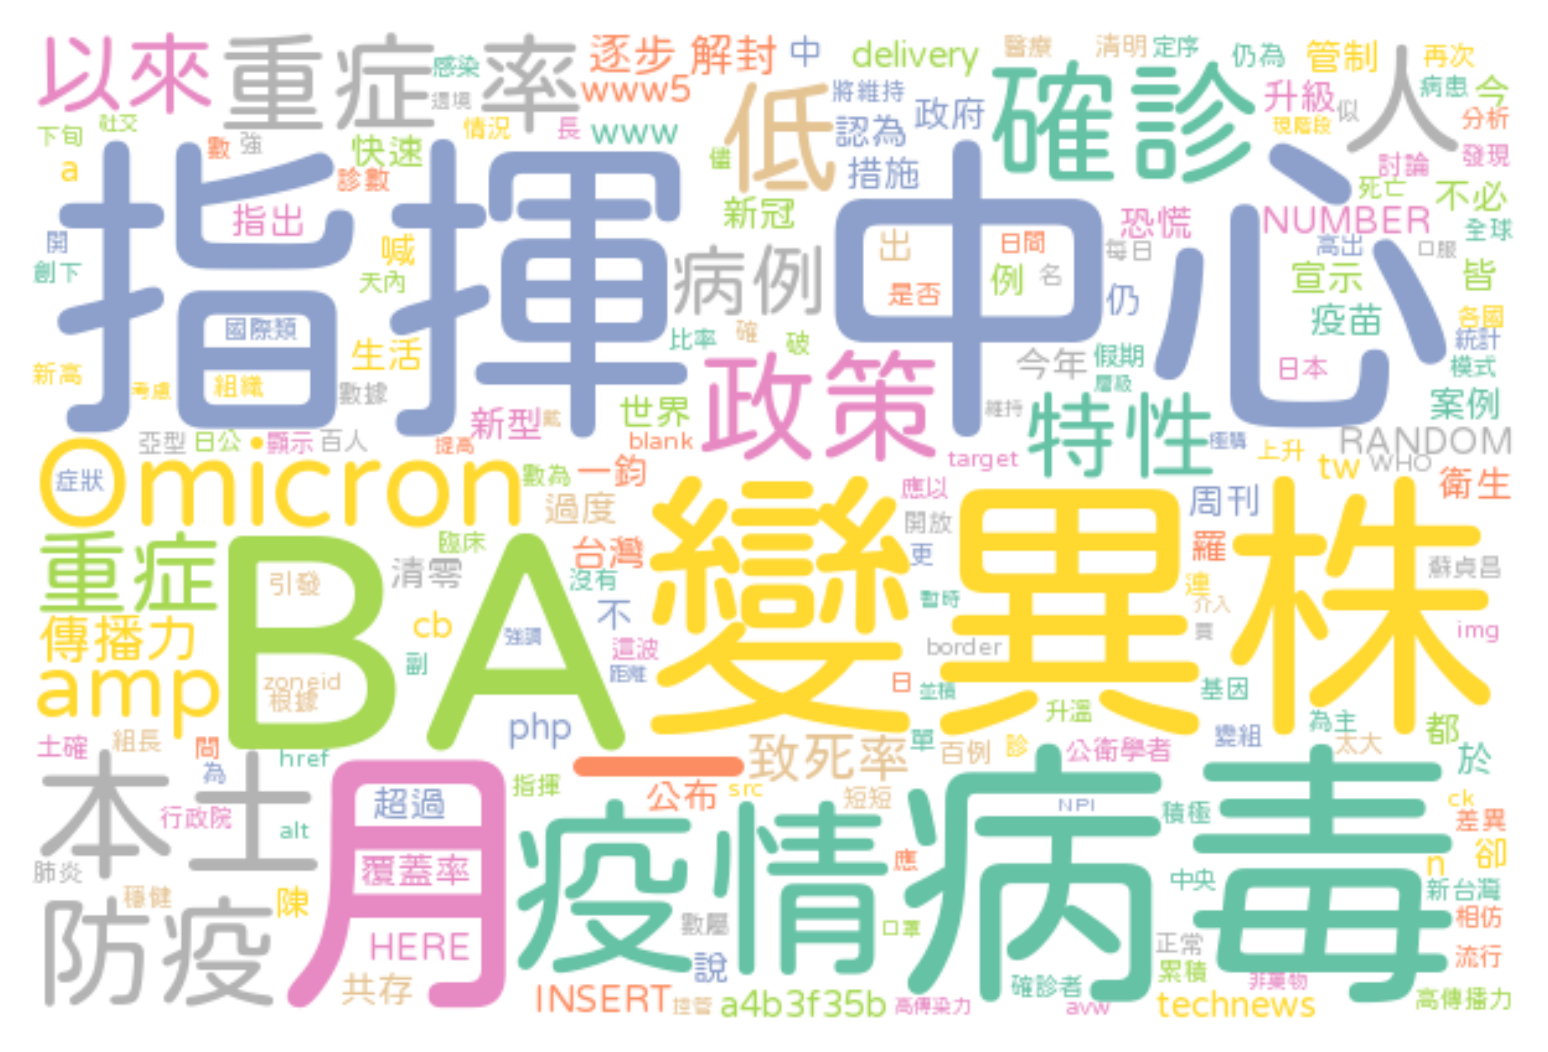 以來
重症率
感染
環境
逐步
解封
中
delivery
醫療
清明
定序
仍為
管制
再次
www5
將維持
確診
升級
似
人
病患
今
下旬
社交
情況
長
www
低
認為
政府
現階段
分析
a
數
強
快速
診數
措施
討論
發現
死亡
不必
指揮中心
指出
新冠
恐慌
NUMBER
開
喊
出
日間
每日
高出
口服
全球
創下
天內
病例
是否
例
名
仍
宣示
皆
國際類
疫苗
各國
生活
比率
確
破
統計
新高
考慮
組織
數據
政策
今年
假期
層級
日本
模式
新型
戴
世界
維持
特性
案例
亞型
日公
顯示
百人
提高
blank
target
上升
RANDOM
Omicron
症狀
數為
一鈞
應以
tw
WHO
衛生
過度
變異株
開放
周刊
重症
臨床
台灣
更
羅
蘇貞昌
BA
引發
清零
沒有
暫時
連
介入
傳播力
cb
強調
不
這波
border
買
img
amp
zoneid
根據
副
距離
日
並積
基因
php
升溫
為主
都
土確
組長
間
href
一
致死率
單
百例
診
公衛學者
變組
太大
於
本土
為
月
超過
指揮
公布
src
短短
病毒
NPI
積極
ck
差異
行政院
alt
疫情
肺炎
覆蓋率
應
中央
n
卻
穩健
陳
新台灣
防疫
HERE
數屬
口罩
正常
相仿
共存
說
累積
流行
INSERT
控管
a4b3f35b
高傳染力
確診者
avw
非藥物
technews
高傳播力